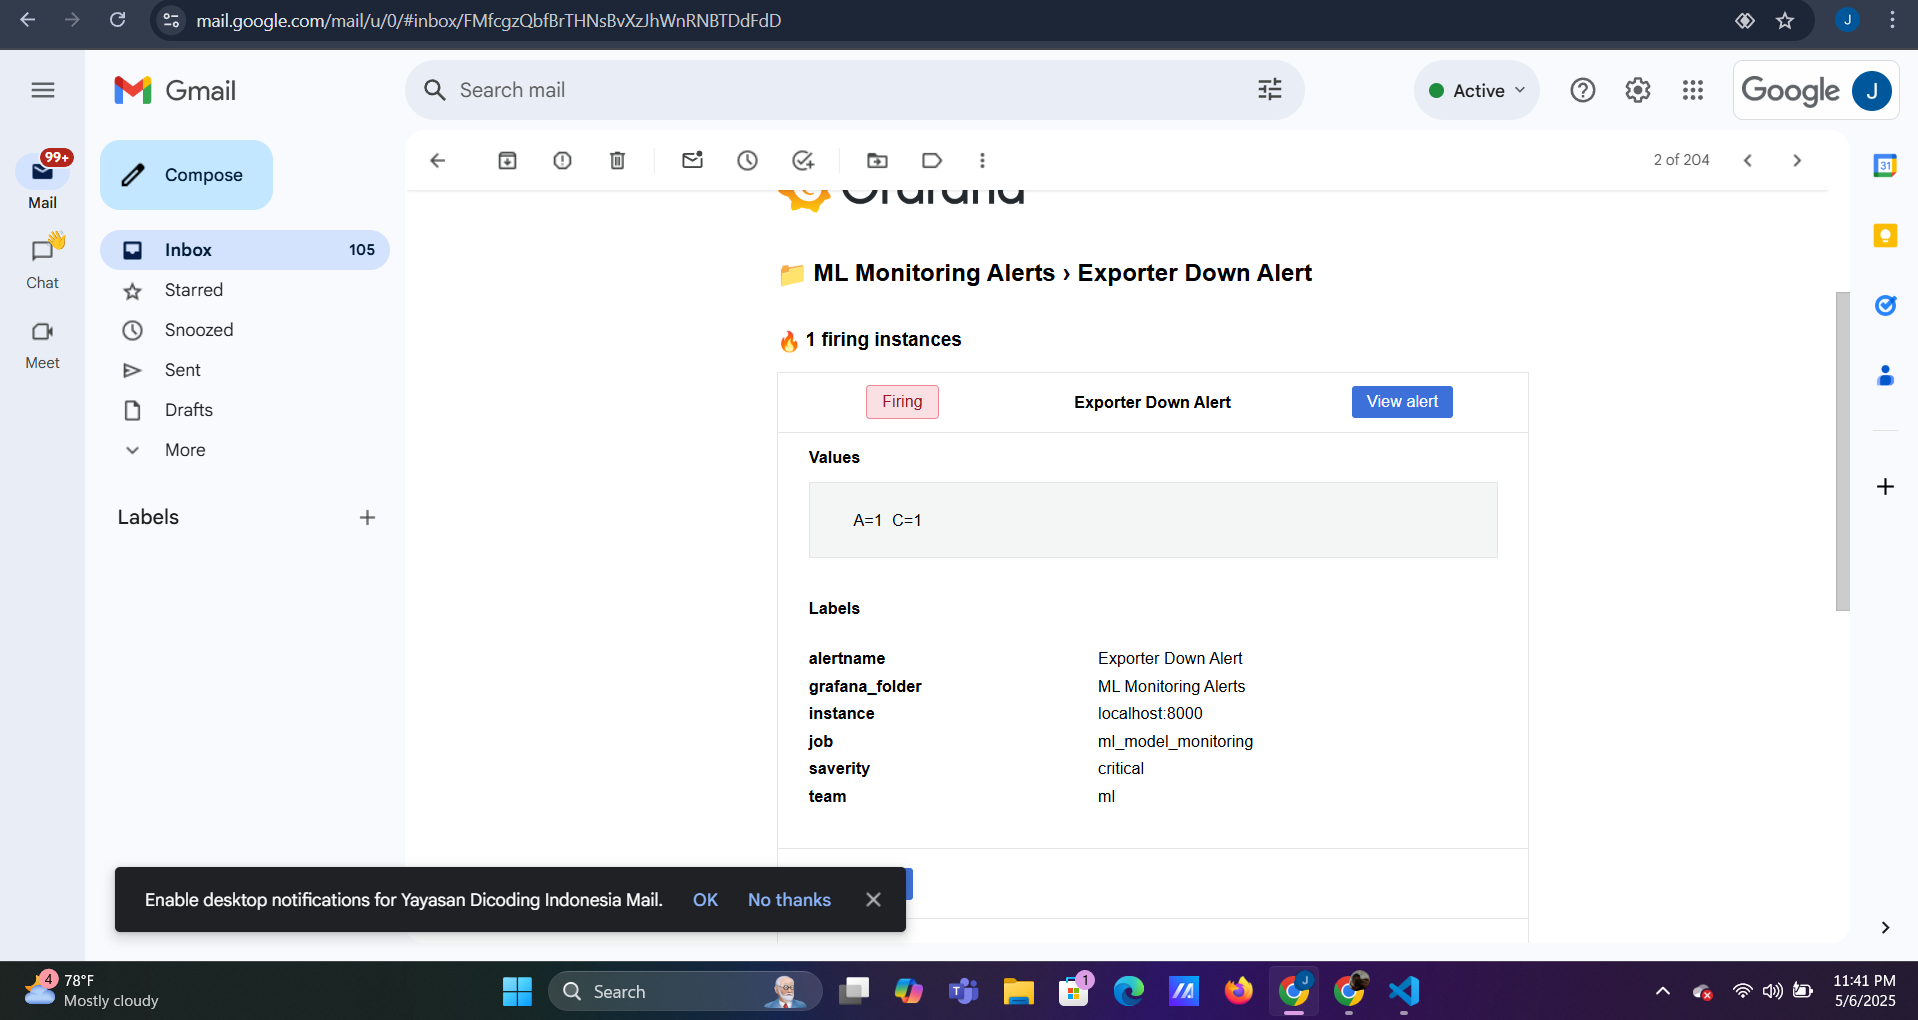 mail.google.com/mail/u/0/#inbox/FMfcgzQbfBrTHNsBvXzJhWnRNBTDdFdD
J
Gmail
Search mail
Active
Google
J
99+
Mail
Chat
Meet
Compose
Inbox 105
Starred
Snoozed
Sent
Drafts
More
Labels
2 of 204
31
Grafana
ML Monitoring Alerts › Exporter Down Alert
1 firing instances
Firing Exporter Down Alert View alert
Values
A=1 C=1
Labels
alertname Exporter Down Alert
grafana_folder ML Monitoring Alerts
instance localhost:8000
job ml_model_monitoring
saverity critical
team ml
Enable desktop notifications for Yayasan Dicoding Indonesia Mail. OK No thanks
4
78°F
Mostly cloudy
Search
1
J
11:41 PM
5/6/2025